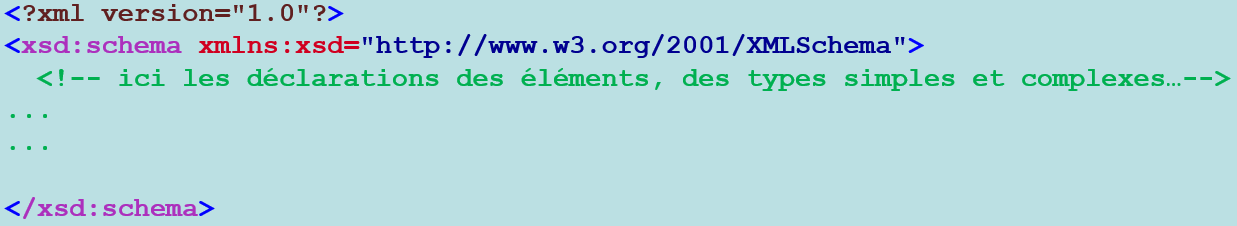 <?xml version="1.0"?>
<xsd:schema xmlns:xsd="http://www.w3.org/2001/XMLSchema">
<!-- ici les déclarations des éléments, des types simples et complexes…-->
...
...
</xsd:schema>